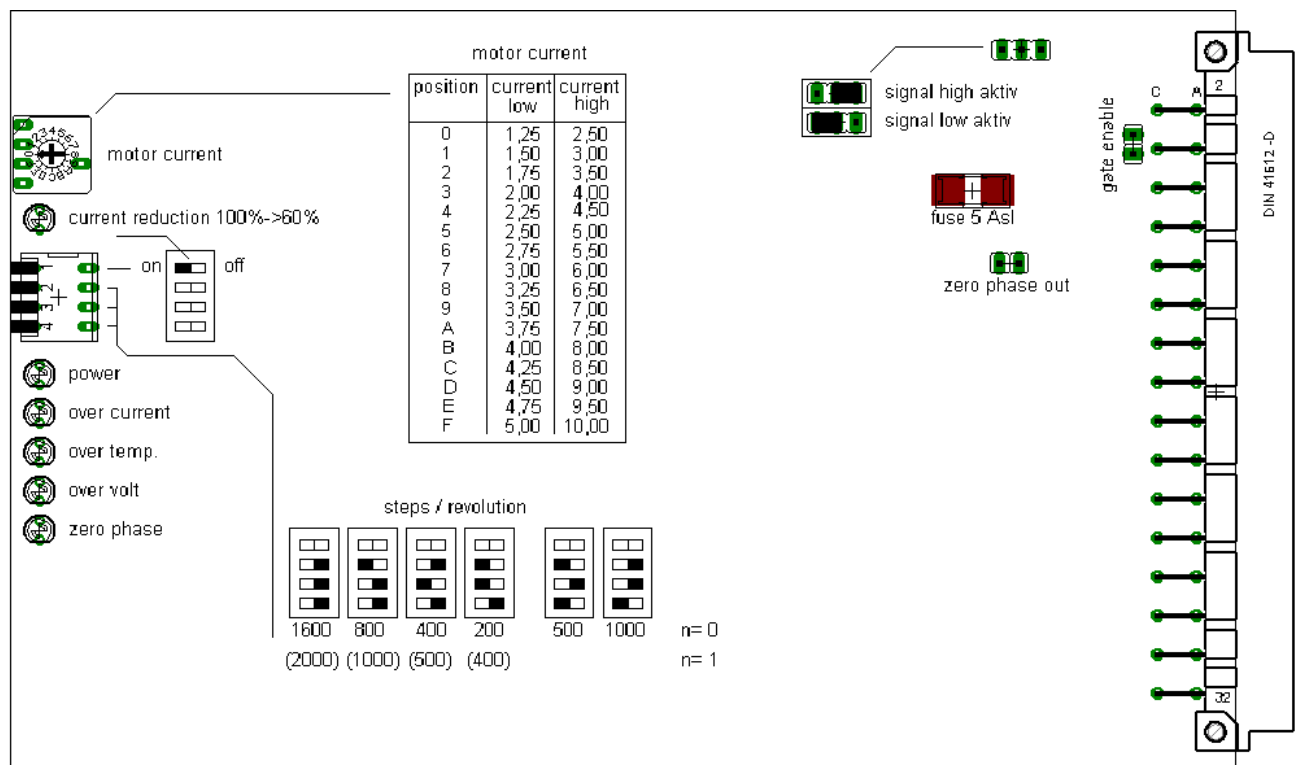 motor current
position current low current high
0 1,25 2,50
1 1,50 3,00
2 1,75 3,50
3 2,00 4,00
4 2,25 4,50
5 2,50 5,00
6 2,75 5,50
7 3,00 6,00
8 3,25 6,50
9 3,50 7,00
A 3,75 7,50
B 4,00 8,00
C 4,25 8,50
D 4,50 9,00
E 4,75 9,50
F 5,00 10,00
motor current
current reduction 100%->60%
on off
1
2
3
4
power
over current
over temp.
over volt
zero phase
signal high aktiv
signal low aktiv
fuse 5 Asl
zero phase out
gate enable
C A 2
32
DIN 41612 -D
steps / revolution
1600 800 400 200 500 1000 n= 0
(2000) (1000) (500) (400) n= 1